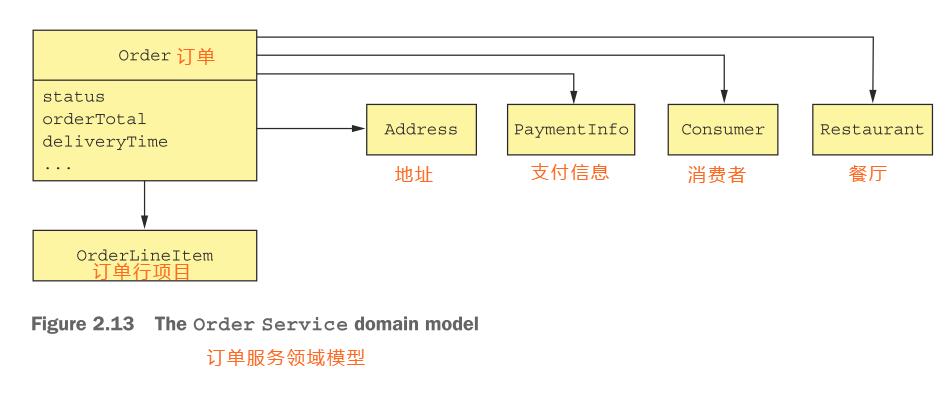 Order 订单
status
orderTotal
deliveryTime
...
Address
PaymentInfo
Consumer
Restaurant
地址
支付信息
消费者
餐厅
OrderLineItem
订单行项目
Figure 2.13 The Order Service domain model
订单服务领域模型